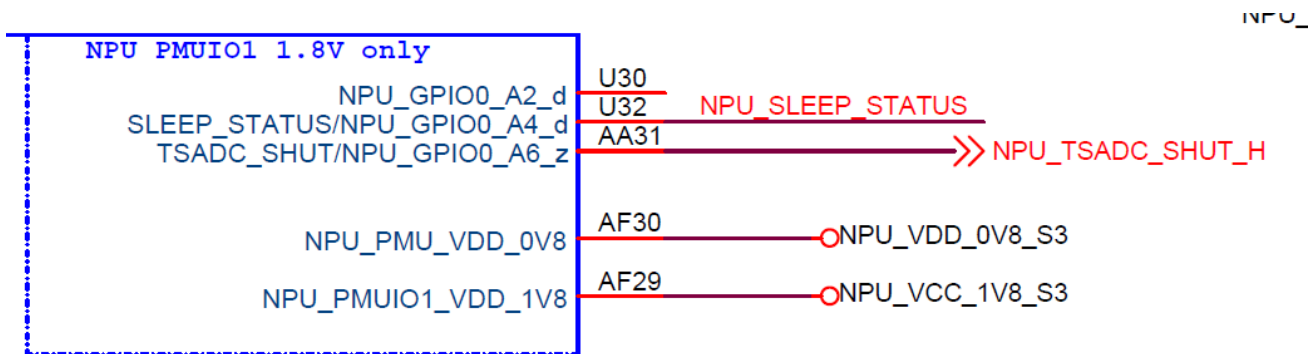 NPU_
NPU PMUIO1 1.8V only
NPU_GPIO0_A2_d U30
SLEEP_STATUS/NPU_GPIO0_A4_d U32 NPU_SLEEP_STATUS
TSADC_SHUT/NPU_GPIO0_A6_z AA31 NPU_TSADC_SHUT_H
NPU_PMU_VDD_0V8 AF30 NPU_VDD_0V8_S3
NPU_PMUIO1_VDD_1V8 AF29 NPU_VCC_1V8_S3